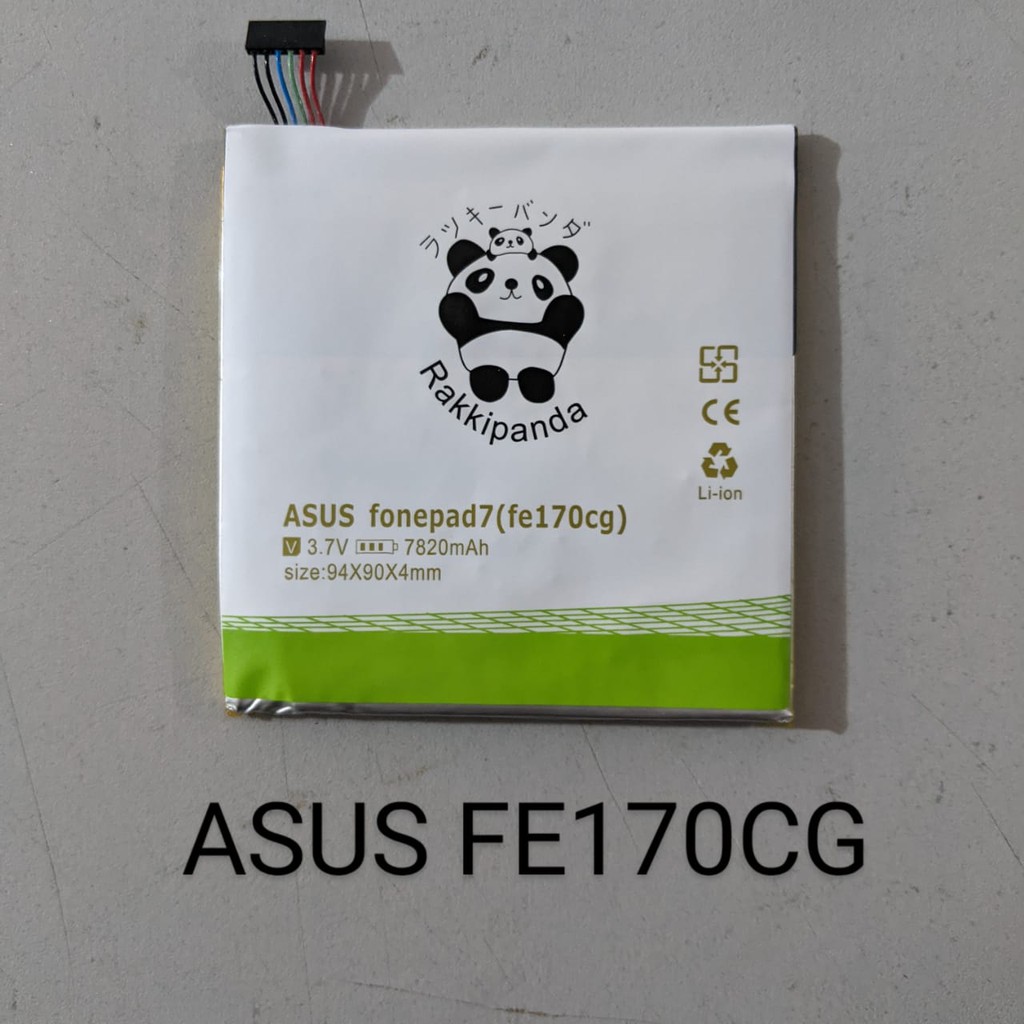 ラッキーバンダ
Rakkipanda
CE
Li-ion
ASUS fonepad7(fe170cg)
V 3.7V 7820mAh
size:94X90X4mm
ASUS FE170CG